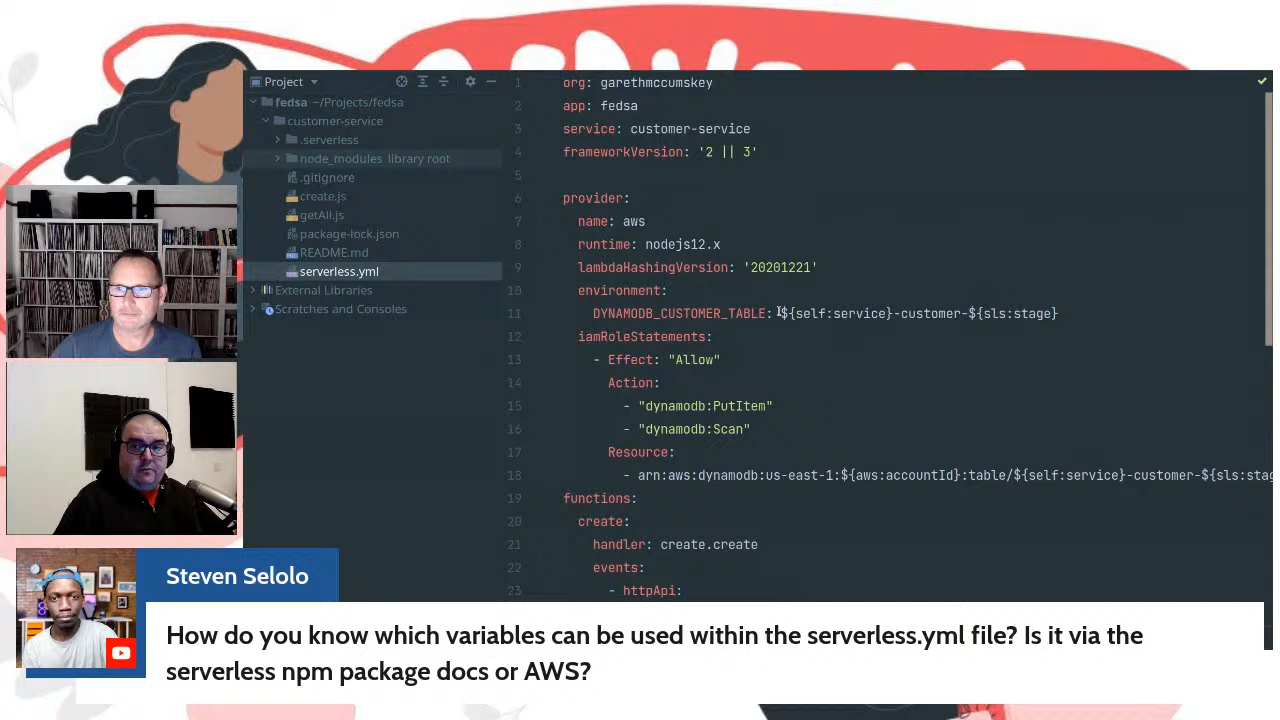 Project
fedsa ~/Projects/fedsa
customer-service
.serverless
node_modules library root
.gitignore
create.js
getAll.js
package-lock.json
README.md
serverless.yml
External Libraries
Scratches and Consoles
1 org: garethmccumskey
2 app: fedsa
3 service: customer-service
4 frameworkVersion: '2 || 3'
5
6 provider:
7 name: aws
8 runtime: nodejs12.x
9 lambdaHashingVersion: '20201221'
10 environment:
11 DYNAMODB_CUSTOMER_TABLE: ${self:service}-customer-${sls:stage}
12 iamRoleStatements:
13 - Effect: "Allow"
14 Action:
15 - "dynamodb:PutItem"
16 - "dynamodb:Scan"
17 Resource:
18 - arn:aws:dynamodb:us-east-1:${aws:accountId}:table/${self:service}-customer-${sls:stag
19 functions:
20 create:
21 handler: create.create
22 events:
23 - httpApi:
Steven Selolo
How do you know which variables can be used within the serverless.yml file? Is it via the
serverless npm package docs or AWS?